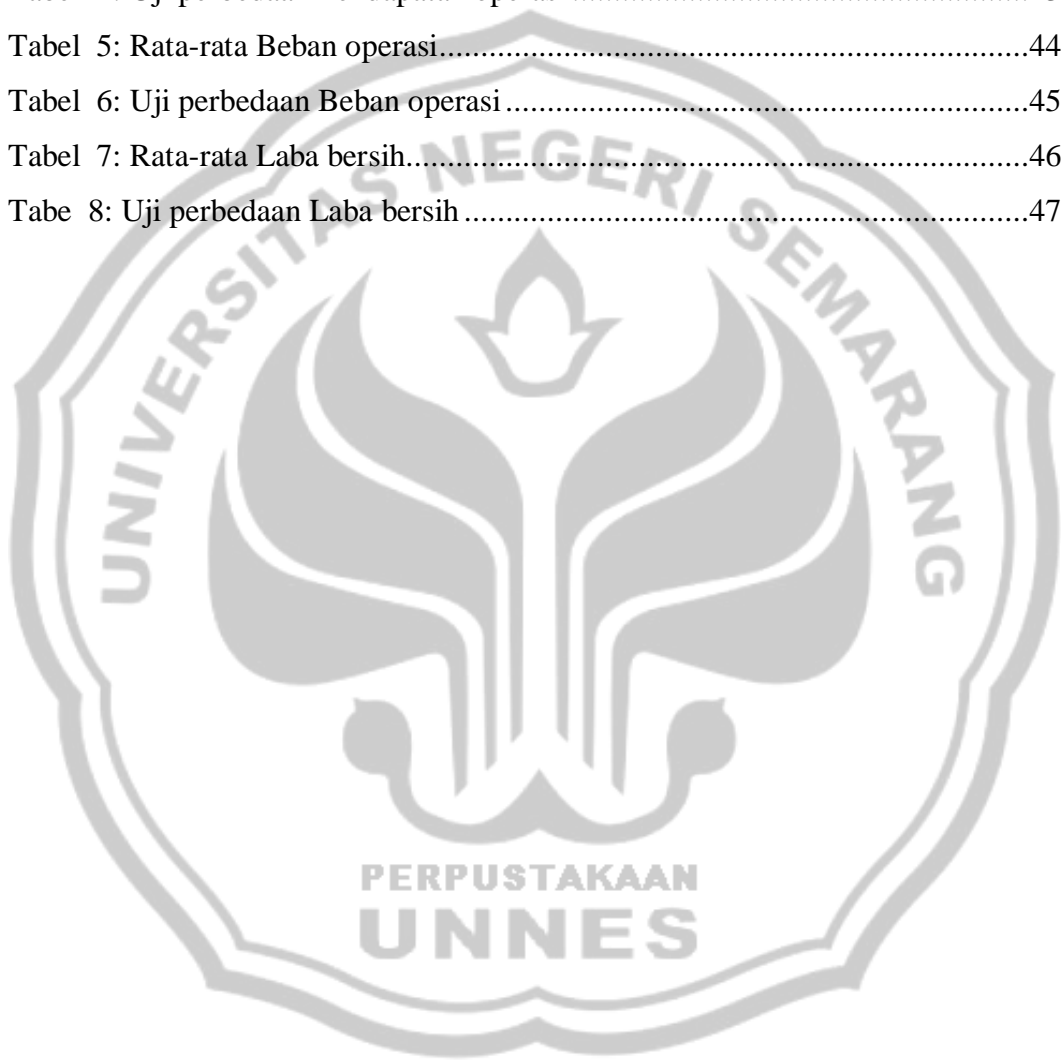 Tabel 5: Rata-rata Beban operasi....................................................................................................44
Tabel 6: Uji perbedaan Beban operasi..........................................................................................45
Tabel 7: Rata-rata Laba bersih.......................................................................................................46
Tabe 8: Uji perbedaan Laba bersih................................................................................................47
UNIVERSITAS NEGERI SEMARANG
PERPUSTAKAAN
UNNES